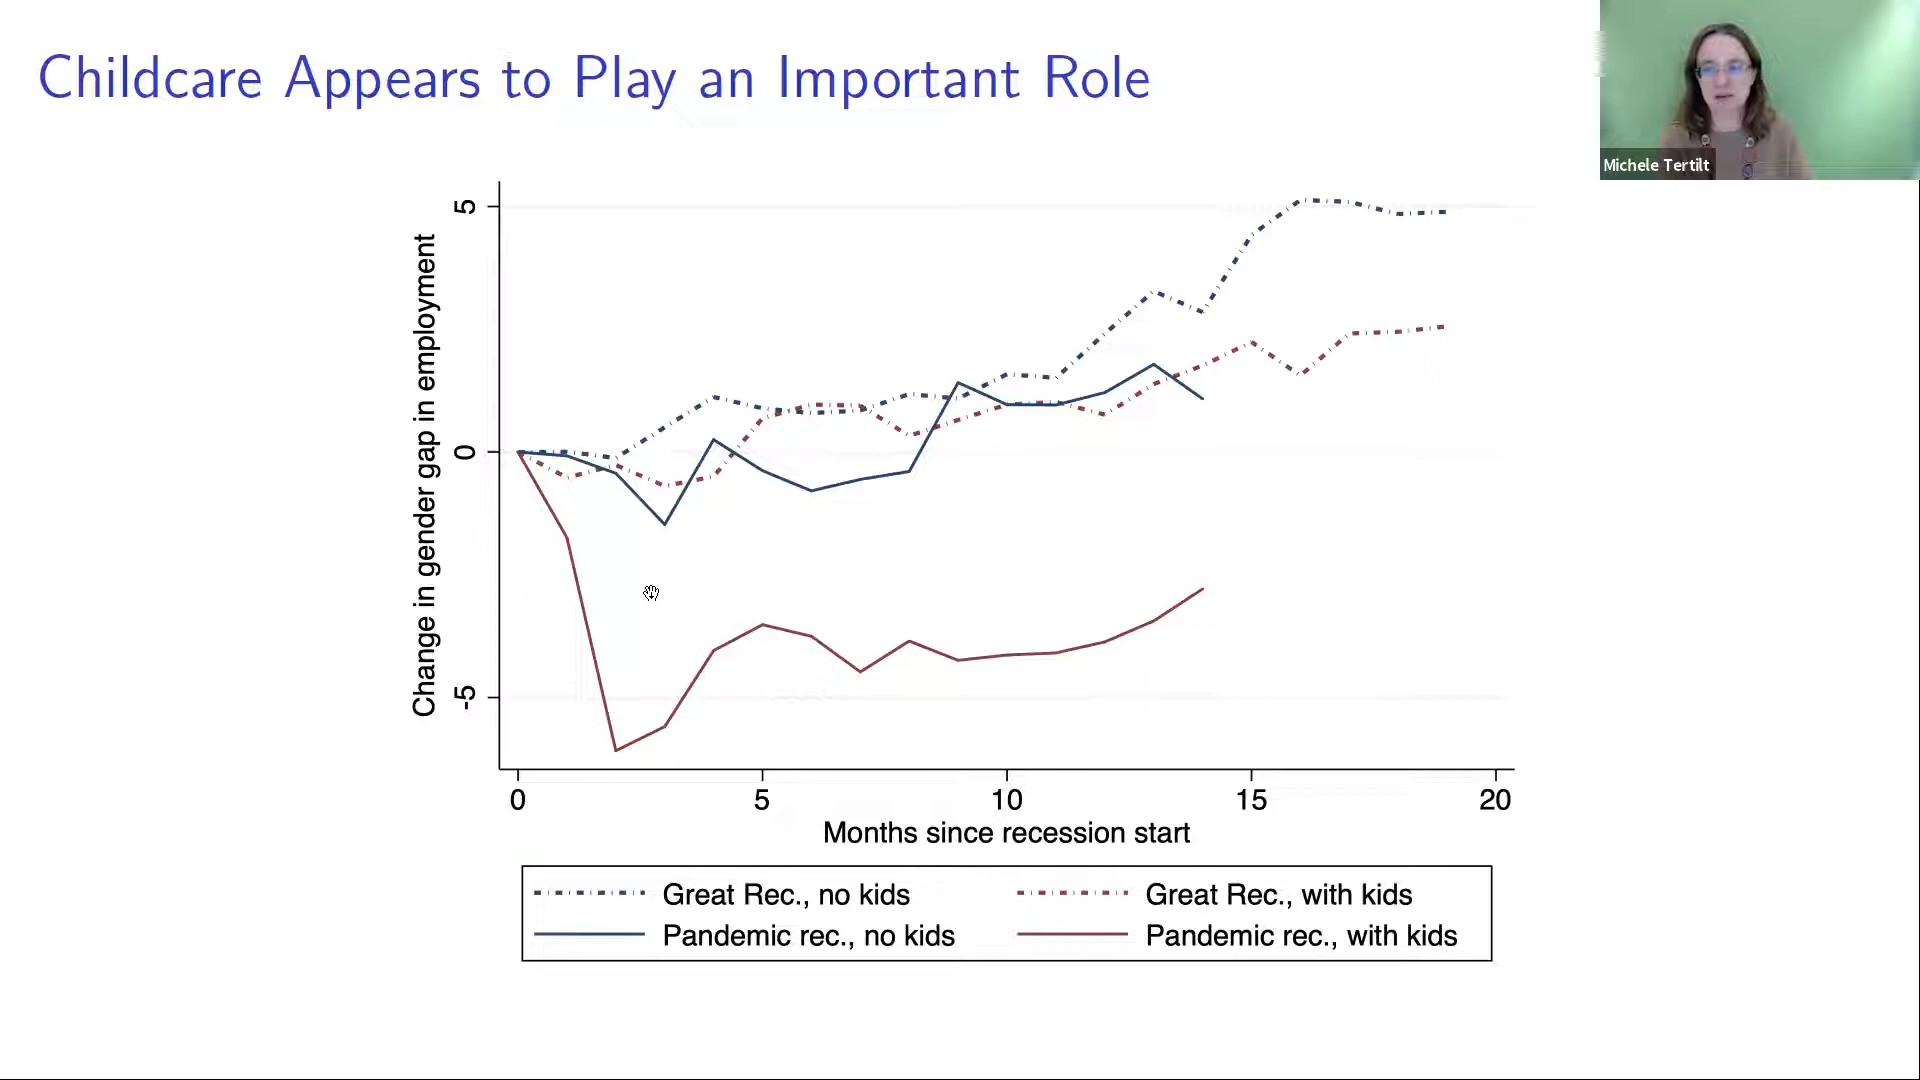 Childcare Appears to Play an Important Role
Michele Tertilt
Change in gender gap in employment
5
0
-5
0 5 10 15 20
Months since recession start
Great Rec., no kids Great Rec., with kids
Pandemic rec., no kids Pandemic rec., with kids